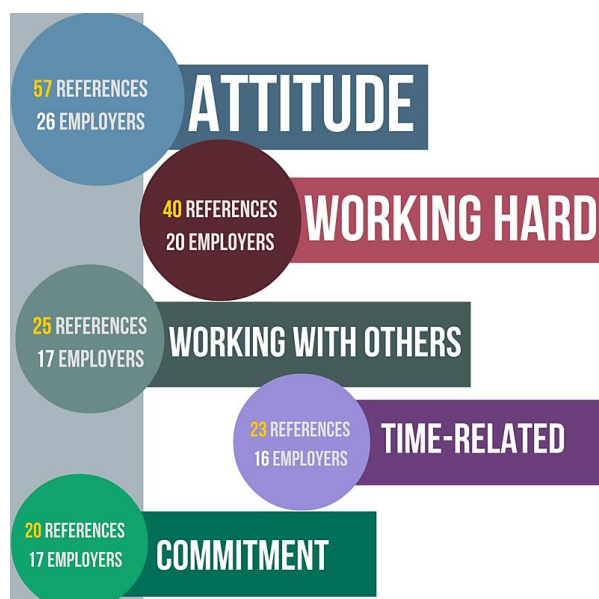 57 REFERENCES
26 EMPLOYERS
ATTITUDE
40 REFERENCES
20 EMPLOYERS
WORKING HARD
25 REFERENCES
17 EMPLOYERS
WORKING WITH OTHERS
23 REFERENCES
16 EMPLOYERS
TIME-RELATED
20 REFERENCES
17 EMPLOYERS
COMMITMENT